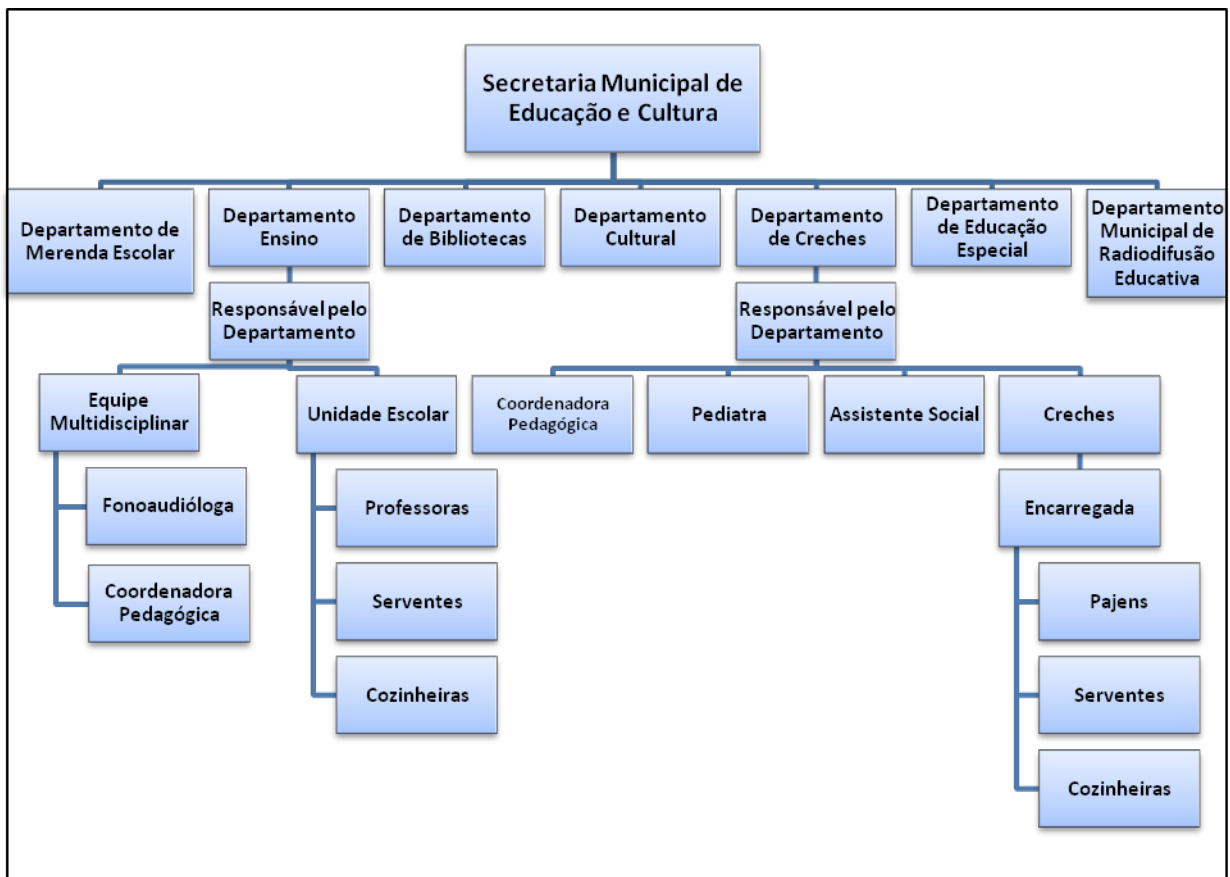 Secretaria Municipal de
Educação e Cultura
Departamento de
Merenda Escolar
Departamento
Ensino
Departamento
de Bibliotecas
Departamento
Cultural
Departamento
de Creches
Departamento
de Educação
Especial
Departamento
Municipal de
Radiodifusão
Educativa
Responsável pelo
Departamento
Responsável pelo
Departamento
Equipe
Multidisciplinar
Unidade Escolar
Coordenadora
Pedagógica
Pediatra
Assistente Social
Creches
Fonoaudióloga
Professoras
Encarregada
Coordenadora
Pedagógica
Serventes
Pajens
Cozinheiras
Serventes
Cozinheiras